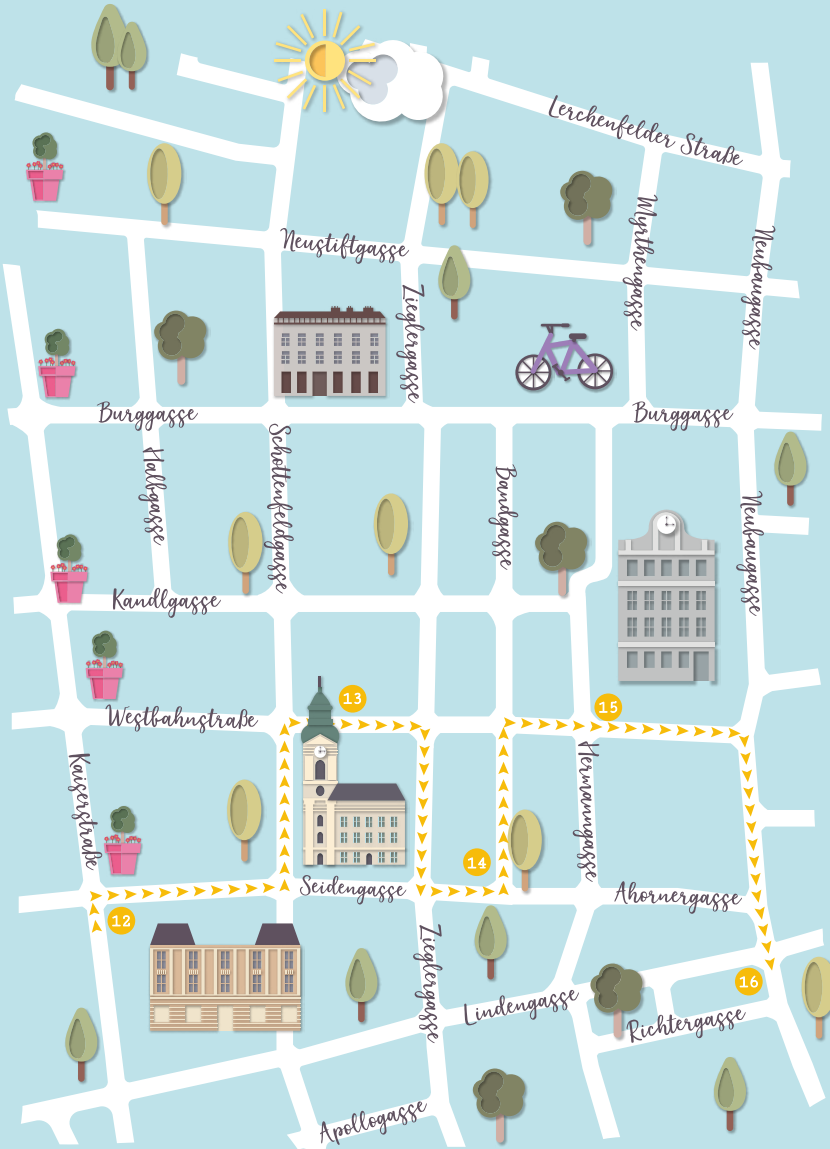 Lerchenfelder Straße
Myrthengasse
Neubaugasse
Neustiftgasse
Zieglergasse
Burggasse
Burggasse
Halbgasse
Schottenfeldgasse
Bandgasse
Neubaugasse
Kandlgasse
13
15
Westbahnstraße
Kaiserstraße
Hermanngasse
14
Seidengasse
Ahornergasse
12
Zieglergasse
16
Lindengasse
Richtergasse
Apollogasse